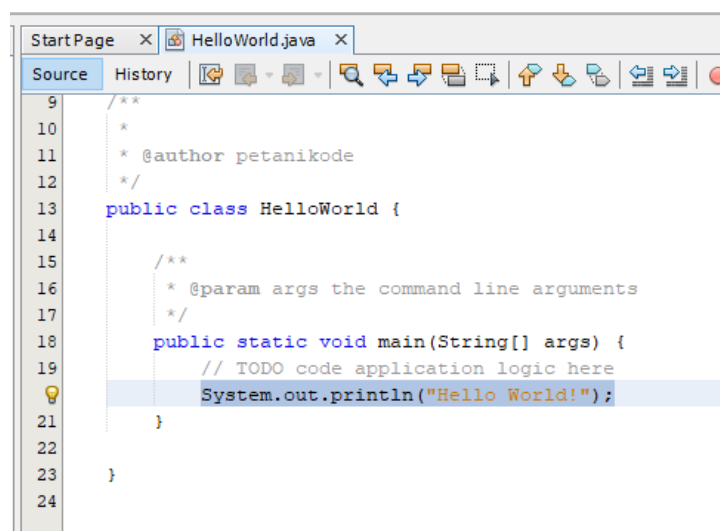 Start Page HelloWorld.java
Source History
9 /**
10 *
11 * @author petanikode
12 */
13 public class HelloWorld {
14
15 /**
16 * @param args the command line arguments
17 */
18 public static void main(String[] args) {
19 // TODO code application logic here
System.out.println("Hello World!");
21 }
22
23 }
24